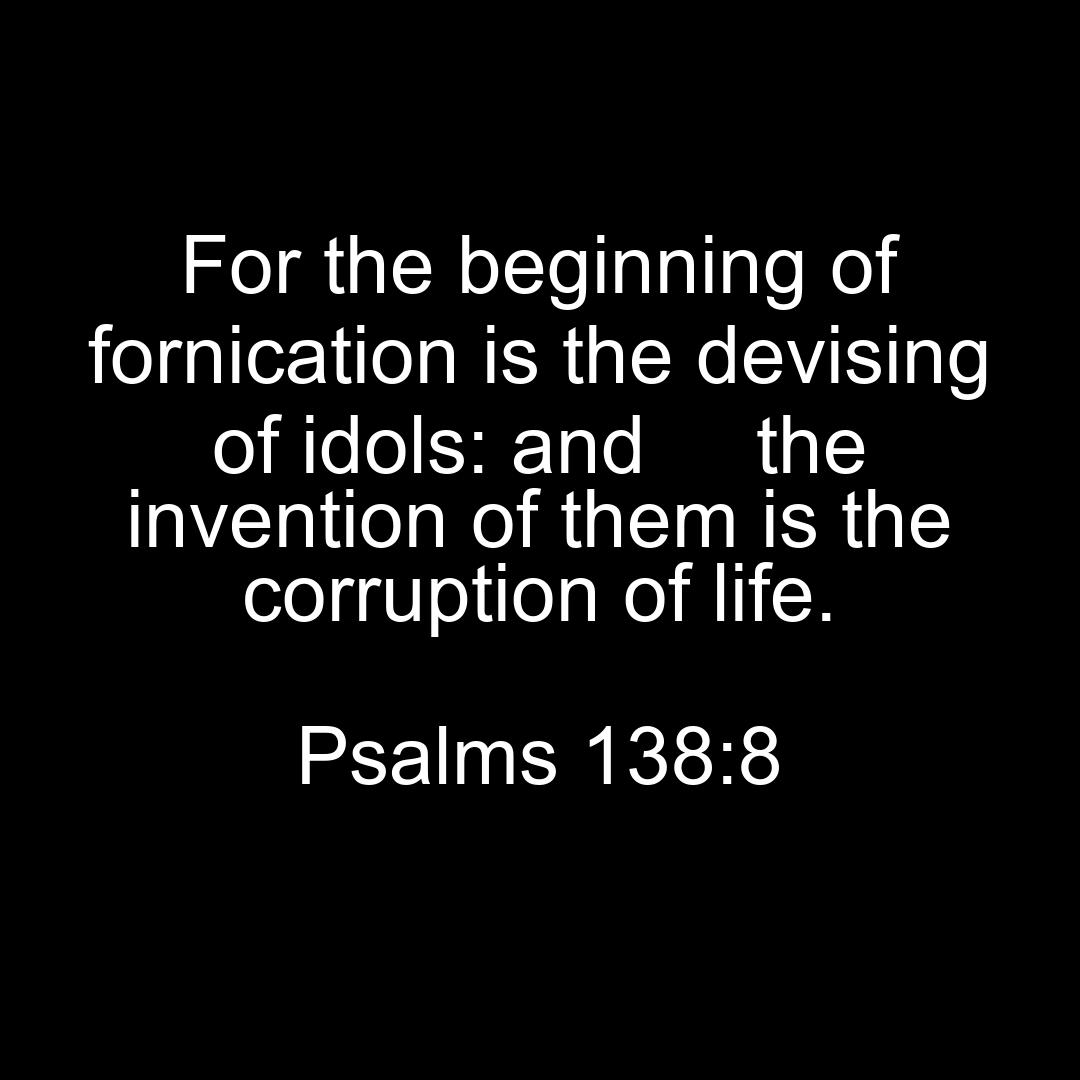 For the beginning of
fornication is the devising
of idols: and the
invention of them is the
corruption of life.
Psalms 138:8